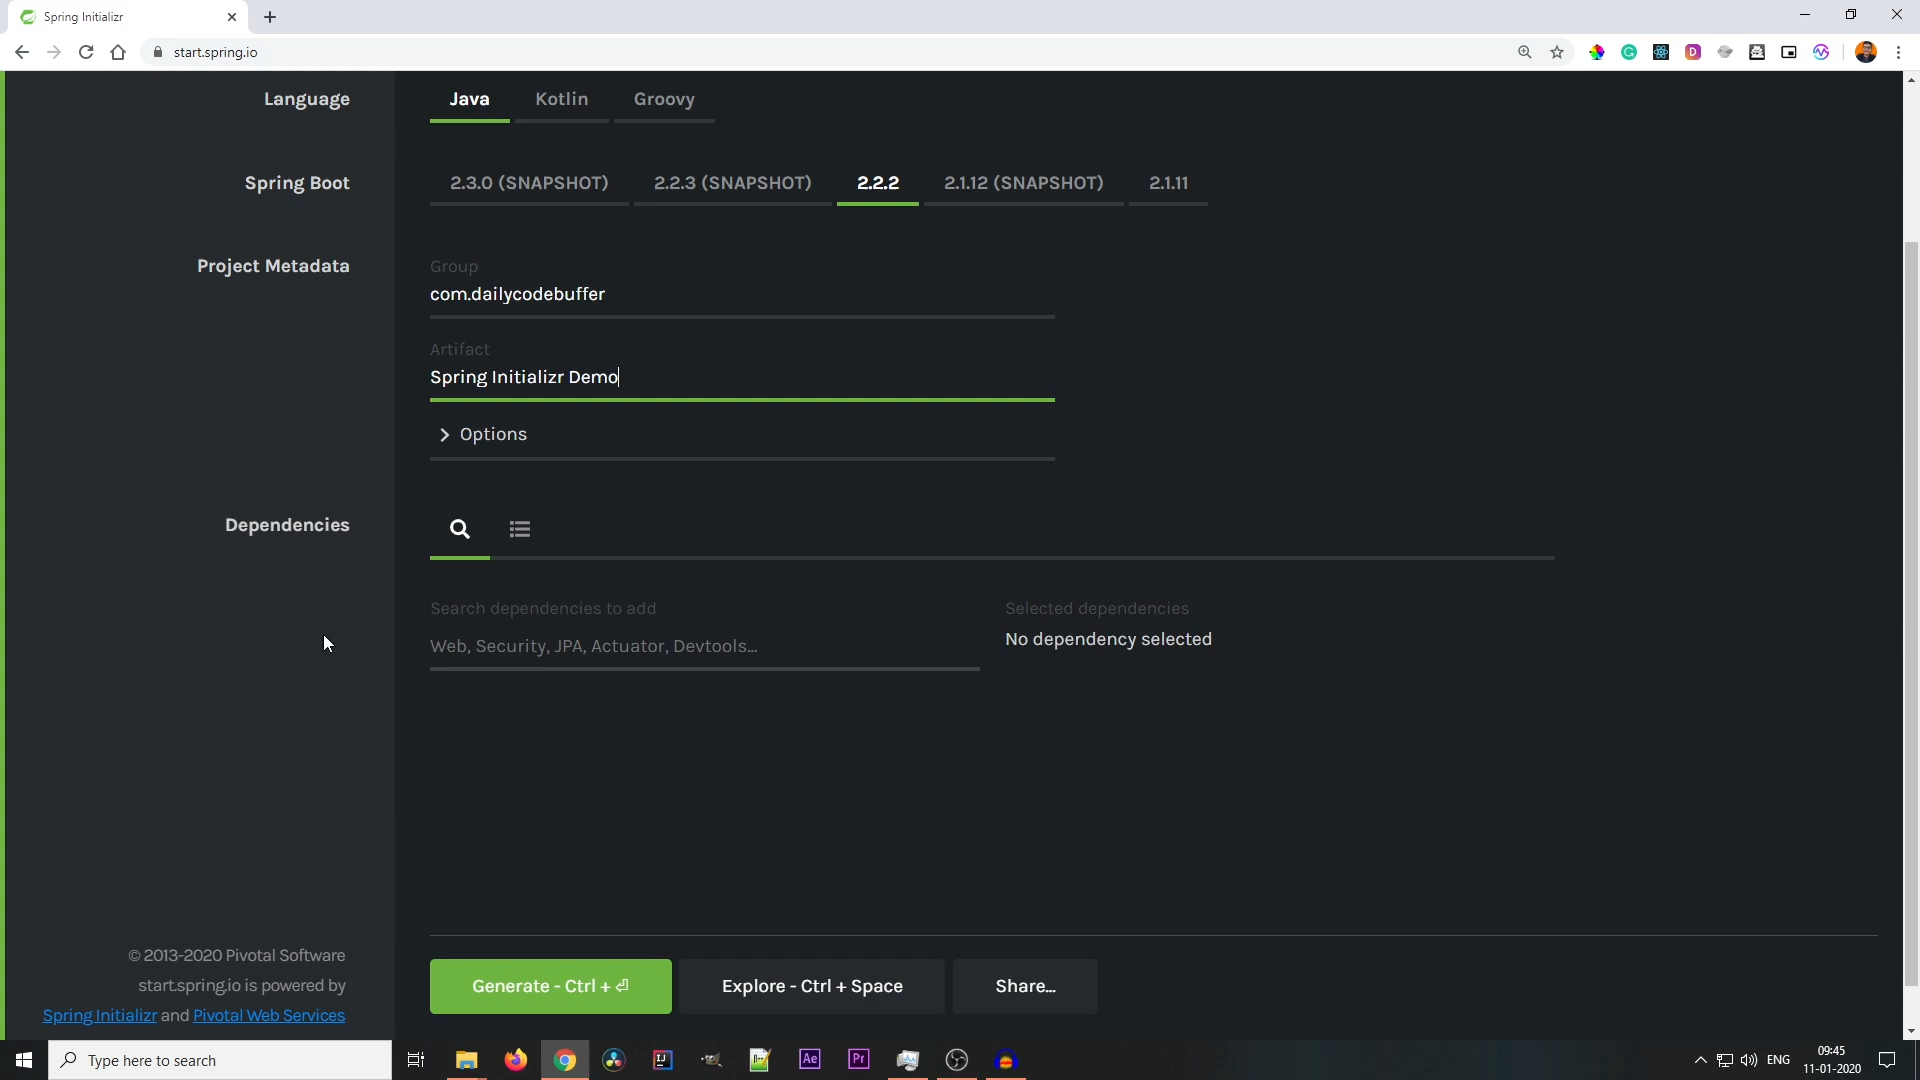 Spring Initializr
start.spring.io
Language
Java
Kotlin
Groovy
Spring Boot
2.3.0 (SNAPSHOT)
2.2.3 (SNAPSHOT)
2.2.2
2.1.12 (SNAPSHOT)
2.1.11
Project Metadata
Group
com.dailycodebuffer
Artifact
Spring Initializr Demo
Options
Dependencies
Search dependencies to add
Web, Security, JPA, Actuator, Devtools...
Selected dependencies
No dependency selected
© 2013-2020 Pivotal Software
start.spring.io is powered by
Spring Initializr and Pivotal Web Services
Generate - Ctrl + ⏎
Explore - Ctrl + Space
Share...
Type here to search
IJ
Ae
Pr
ENG
09:45
11-01-2020